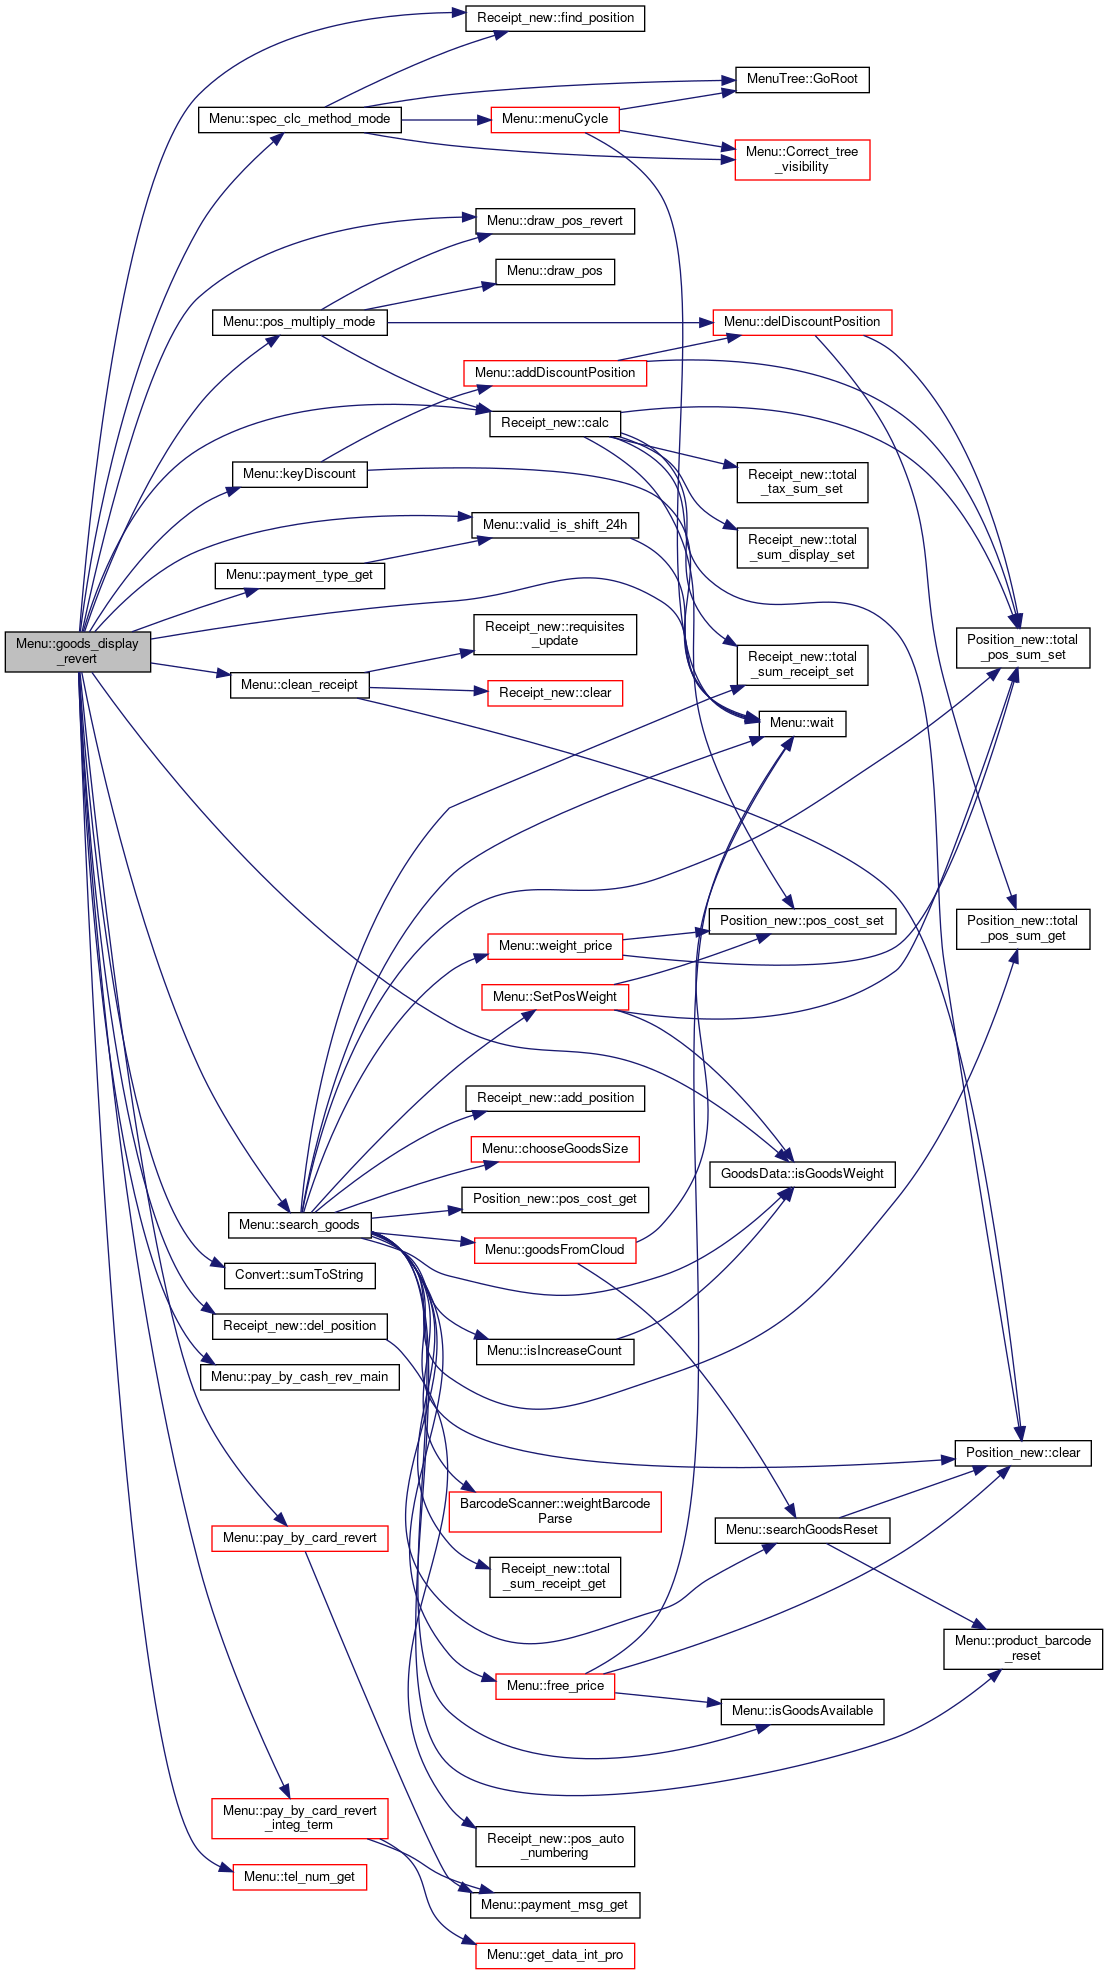 Receipt_new::find_position
MenuTree::GoRoot
Menu::spec_clc_method_mode
Menu::menuCycle
Menu::Correct_tree
_visibility
Menu::draw_pos_revert
Menu::draw_pos
Menu::pos_multiply_mode
Menu::delDiscountPosition
Menu::addDiscountPosition
Receipt_new::calc
Menu::keyDiscount
Receipt_new::total
_tax_sum_set
Menu::valid_is_shift_24h
Receipt_new::total
_sum_display_set
Menu::payment_type_get
Receipt_new::requisites
_update
Menu::goods_display
_revert
Position_new::total
_pos_sum_set
Receipt_new::total
_sum_receipt_set
Menu::clean_receipt
Receipt_new::clear
Menu::wait
Position_new::pos_cost_set
Position_new::total
_pos_sum_get
Menu::weight_price
Menu::SetPosWeight
Receipt_new::add_position
Menu::chooseGoodsSize
GoodsData::isGoodsWeight
Position_new::pos_cost_get
Menu::search_goods
Menu::goodsFromCloud
Convert::sumToString
Receipt_new::del_position
Menu::isIncreaseCount
Menu::pay_by_cash_rev_main
Position_new::clear
BarcodeScanner::weightBarcode
Parse
Menu::searchGoodsReset
Menu::pay_by_card_revert
Receipt_new::total
_sum_receipt_get
Menu::product_barcode
_reset
Menu::free_price
Menu::isGoodsAvailable
Menu::pay_by_card_revert
_integ_term
Receipt_new::pos_auto
_numbering
Menu::tel_num_get
Menu::payment_msg_get
Menu::get_data_int_pro